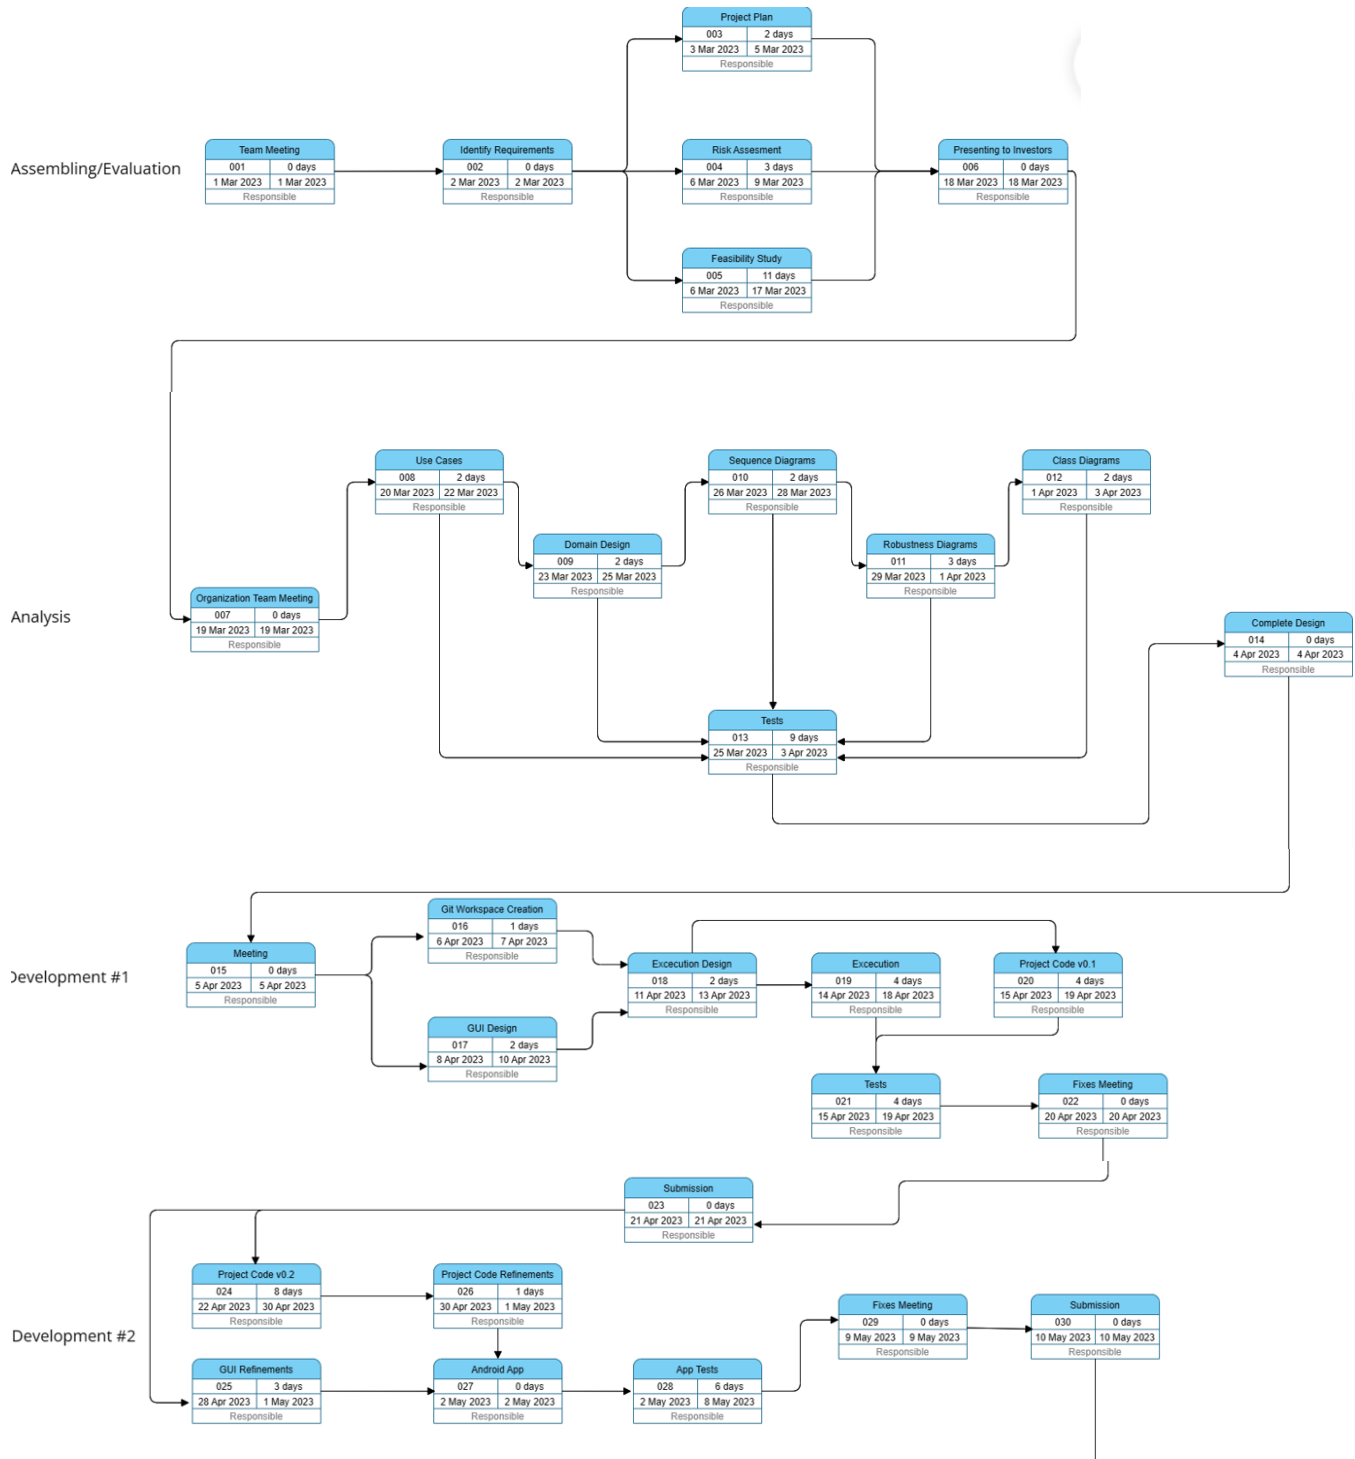 Assembling/Evaluation
Team Meeting
001 0 days
1 Mar 2023 1 Mar 2023
Responsible
Identify Requirements
002 0 days
2 Mar 2023 2 Mar 2023
Responsible
Project Plan
003 2 days
3 Mar 2023 5 Mar 2023
Responsible
Risk Assesment
004 3 days
6 Mar 2023 9 Mar 2023
Responsible
Feasibility Study
005 11 days
6 Mar 2023 17 Mar 2023
Responsible
Presenting to Investors
006 0 days
18 Mar 2023 18 Mar 2023
Responsible
Analysis
Organization Team Meeting
007 0 days
19 Mar 2023 19 Mar 2023
Responsible
Use Cases
008 2 days
20 Mar 2023 22 Mar 2023
Responsible
Domain Design
009 2 days
23 Mar 2023 25 Mar 2023
Responsible
Sequence Diagrams
010 2 days
26 Mar 2023 28 Mar 2023
Responsible
Robustness Diagrams
011 3 days
29 Mar 2023 1 Apr 2023
Responsible
Class Diagrams
012 2 days
1 Apr 2023 3 Apr 2023
Responsible
Tests
013 9 days
25 Mar 2023 3 Apr 2023
Responsible
Complete Design
014 0 days
4 Apr 2023 4 Apr 2023
Responsible
Development #1
Meeting
015 0 days
5 Apr 2023 5 Apr 2023
Responsible
Git Workspace Creation
016 1 days
6 Apr 2023 7 Apr 2023
Responsible
GUI Design
017 2 days
8 Apr 2023 10 Apr 2023
Responsible
Excecution Design
018 2 days
11 Apr 2023 13 Apr 2023
Responsible
Excecution
019 4 days
14 Apr 2023 18 Apr 2023
Responsible
Project Code v0.1
020 4 days
15 Apr 2023 19 Apr 2023
Responsible
Tests
021 4 days
15 Apr 2023 19 Apr 2023
Responsible
Fixes Meeting
022 0 days
20 Apr 2023 20 Apr 2023
Responsible
Submission
023 0 days
21 Apr 2023 21 Apr 2023
Responsible
Development #2
Project Code v0.2
024 8 days
22 Apr 2023 30 Apr 2023
Responsible
GUI Refinements
025 3 days
28 Apr 2023 1 May 2023
Responsible
Project Code Refinements
026 1 days
30 Apr 2023 1 May 2023
Responsible
Android App
027 0 days
2 May 2023 2 May 2023
Responsible
App Tests
028 6 days
2 May 2023 8 May 2023
Responsible
Fixes Meeting
029 0 days
9 May 2023 9 May 2023
Responsible
Submission
030 0 days
10 May 2023 10 May 2023
Responsible